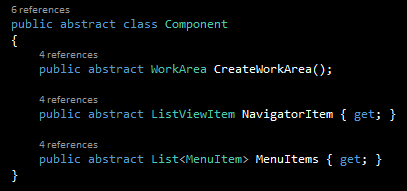 6 references
public abstract class Component
{
4 references
public abstract WorkArea CreateWorkArea();
4 references
public abstract ListViewItem NavigatorItem { get; }
4 references
public abstract List<MenuItem> MenuItems { get; }
}